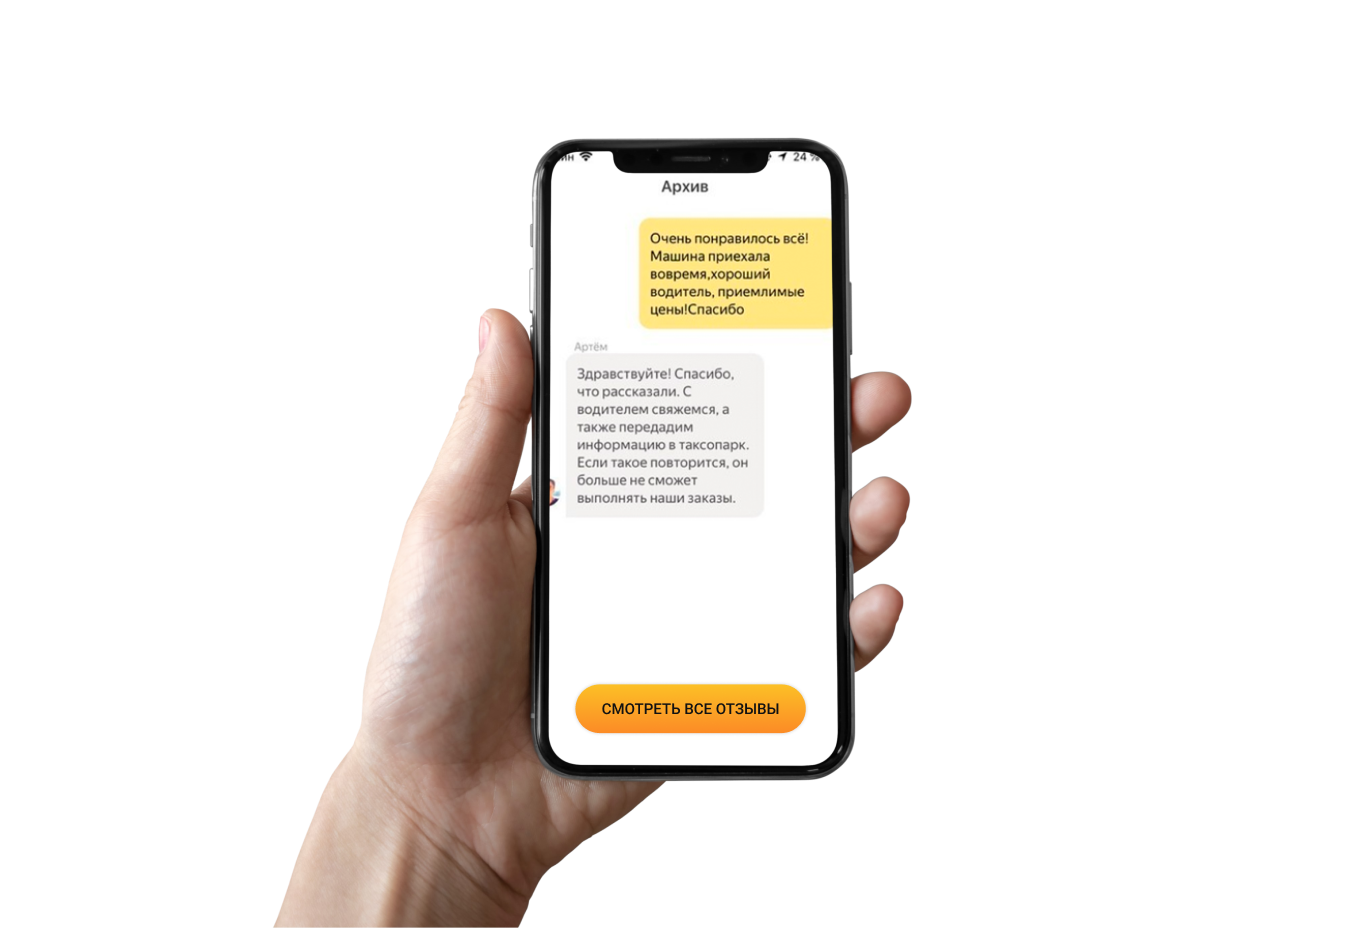 24 %
Архив
Очень понравилось всё!
Машина приехала
вовремя,хороший
водитель, приемлимые
цены!Спасибо
Артём
Здравствуйте! Спасибо,
что рассказали. С
водителем свяжемся, а
также передадим
информацию в таксопарк.
Если такое повторится, он
больше не сможет
выполнять наши заказы.
СМОТРЕТЬ ВСЕ ОТЗЫВЫ